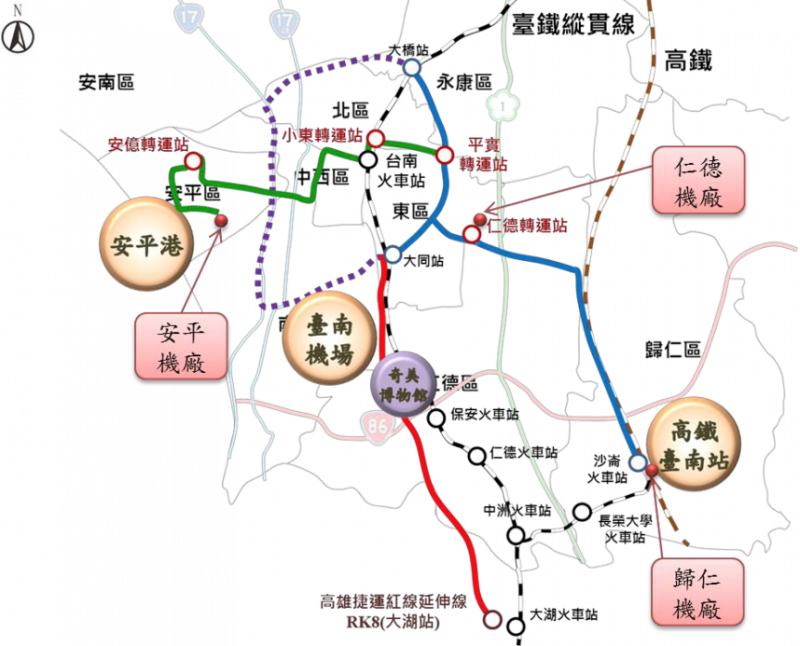 N
17
17
臺鐵縱貫線
大橋站
高鐵
安南區
永康區
1
北區
安億轉運站
小東轉運站
平實
轉運站
台南
火車站
中西區
安平區
仁德
機廠
東區
仁德轉運站
安平港
大同站
安平
機廠
臺南
機場
歸仁區
奇美
博物館
仁德區
86
保安火車站
高鐵
臺南站
仁德火車站
沙崙
火車站
中洲火車站
長榮大學
火車站
歸仁
機廠
高雄捷運紅線延伸線
RK8(大湖站)
大湖火車站